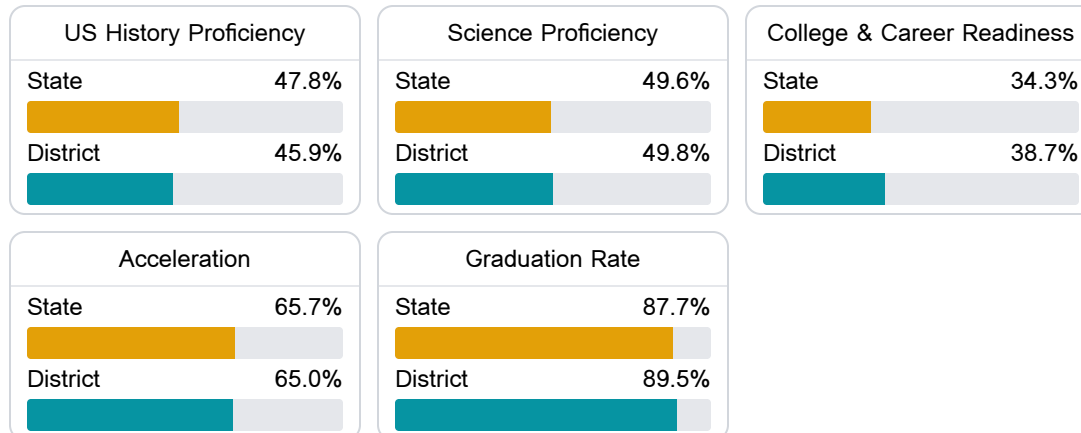 US History Proficiency
State 47.8%
District 45.9%
Science Proficiency
State 49.6%
District 49.8%
College & Career Readiness
State 34.3%
District 38.7%
Acceleration
State 65.7%
District 65.0%
Graduation Rate
State 87.7%
District 89.5%